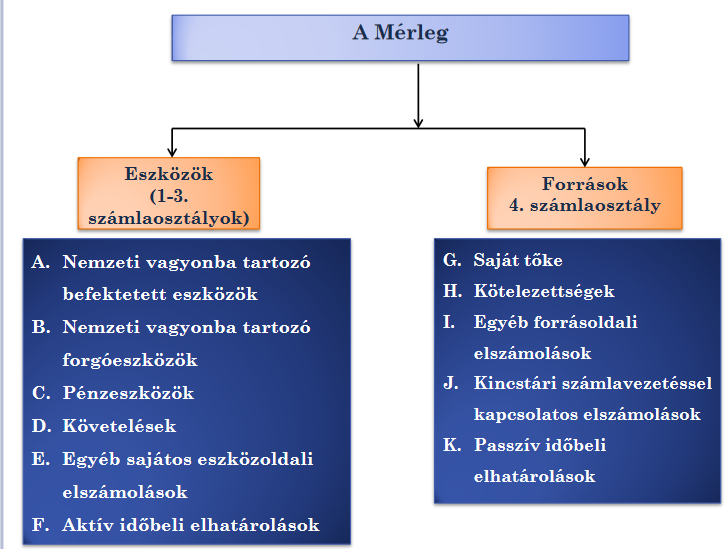 A Mérleg
Eszközök
(1-3.
számlaosztályok)
A. Nemzeti vagyonba tartozó
befektetett eszközök
B. Nemzeti vagyonba tartozó
forgóeszközök
C. Pénzeszközök
D. Követelések
E. Egyéb sajátos eszközoldali
elszámolások
F. Aktív időbeli elhatárolások
Források
4. számlaosztály
G. Saját tőke
H. Kötelezettségek
I. Egyéb forrásoldali
elszámolások
J. Kincstári számlavezetéssel
kapcsolatos elszámolások
K. Passzív időbeli
elhatárolások